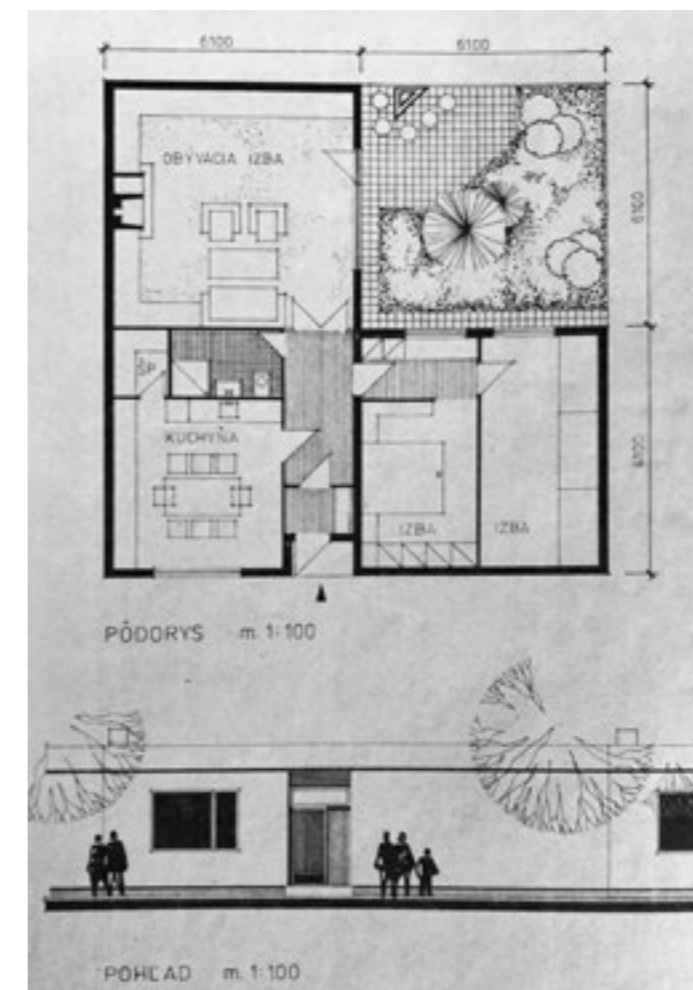 6100 6100
OBÝVACIA IZBA
6100
ŠP.
KUCHYŇA
6100
IZBA IZBA
PÔDORYS m. 1:100
POHĽAD m. 1:100